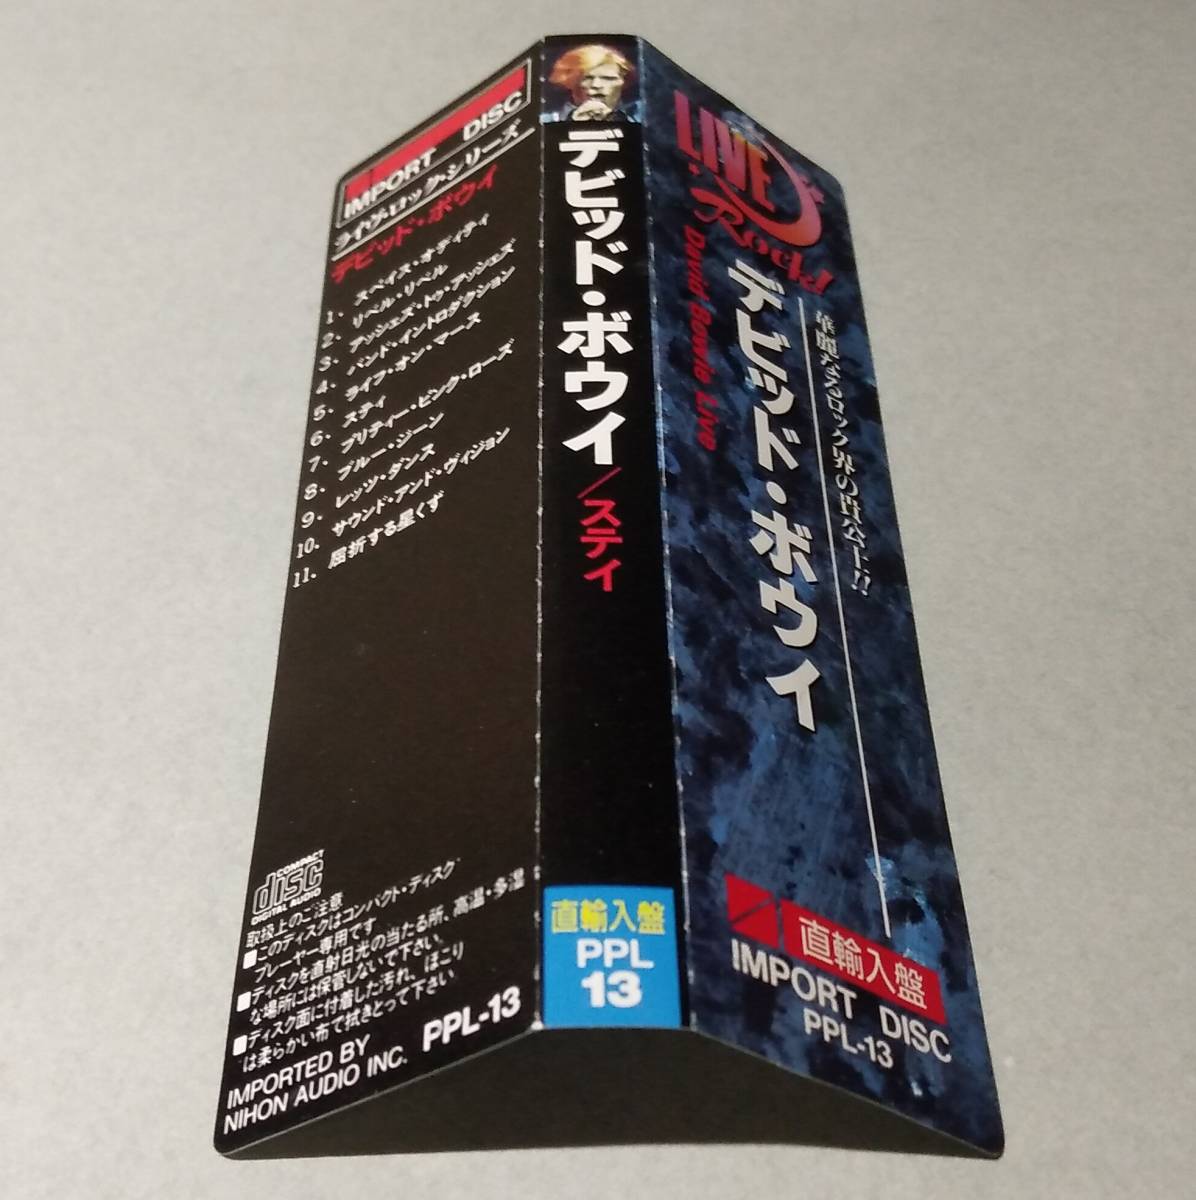 IMPORT DISC
ライヴ・ロック・シリーズ
デビッド・ボウイ
1. スペイス・オディティ
2. リベル・リベル
3. アッシェズ・トゥ・アッシェズ
4. バンド・イントロダクション
5. ライフ・オン・マース
6. ステイ
7. プリティー・ピンク・ローズ
8. ブルー・ジーン
9. レッツ・ダンス
10. サウンド・アンド・ヴィジョン
11. 屈折する星くず
COMPACT
disc
DIGITAL AUDIO
取扱上のご注意
■このディスクはコンパクト・ディスク
プレーヤー専用です
■ディスクを直射日光の当たる所、高温・多湿
な場所には保管しないで下さい。
■ディスク面に付着した汚れ、ほこり
は柔らかい布で拭きとって下さい
IMPORTED BY
NIHON AUDIO INC. PPL-13
デビッド・ボウイ/ステイ
直輸入盤
PPL
13
LIVE
Rock!
David Bowie Live
デビッド・ボウイ
華麗なるロック界の貴公子!!
直輸入盤
IMPORT DISC
PPL-13